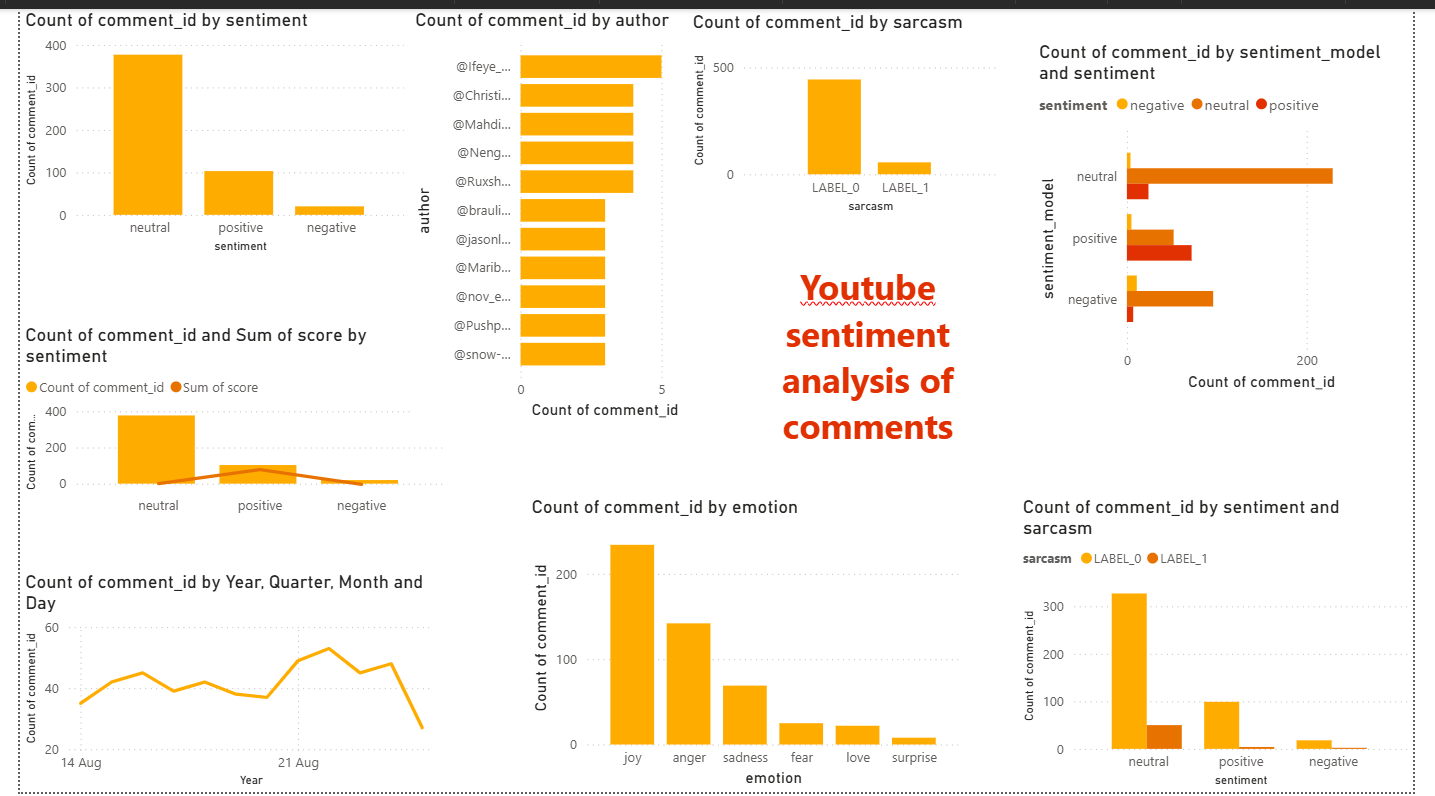 Count of comment_id by sentiment
400
300
200
100
0
Count of comment_id
neutral
positive
negative
sentiment
Count of comment_id by author
author
@Ifeye_...
@Christi...
@Mahdi...
@Neng...
@Ruxsh...
@brauli...
@jasonl...
@Marib...
@nov_e...
@Pushp...
@snow-...
0
5
Count of comment_id
Count of comment_id by sarcasm
Count of comment_id
500
0
LABEL_0
LABEL_1
sarcasm
Count of comment_id by sentiment_model
and sentiment
sentiment negative neutral positive
sentiment_model
neutral
positive
negative
0
200
Count of comment_id
Youtube
sentiment
analysis of
comments
Count of comment_id and Sum of score by
sentiment
Count of comment_id Sum of score
Count of com...
400
200
0
neutral
positive
negative
Count of comment_id by emotion
Count of comment_id
200
100
0
joy
anger
sadness
fear
love
surprise
emotion
Count of comment_id by sentiment and
sarcasm
sarcasm LABEL_0 LABEL_1
Count of comment_id
300
200
100
0
neutral
positive
negative
sentiment
Count of comment_id by Year, Quarter, Month and
Day
Count of comment_id
60
40
20
14 Aug
21 Aug
Year